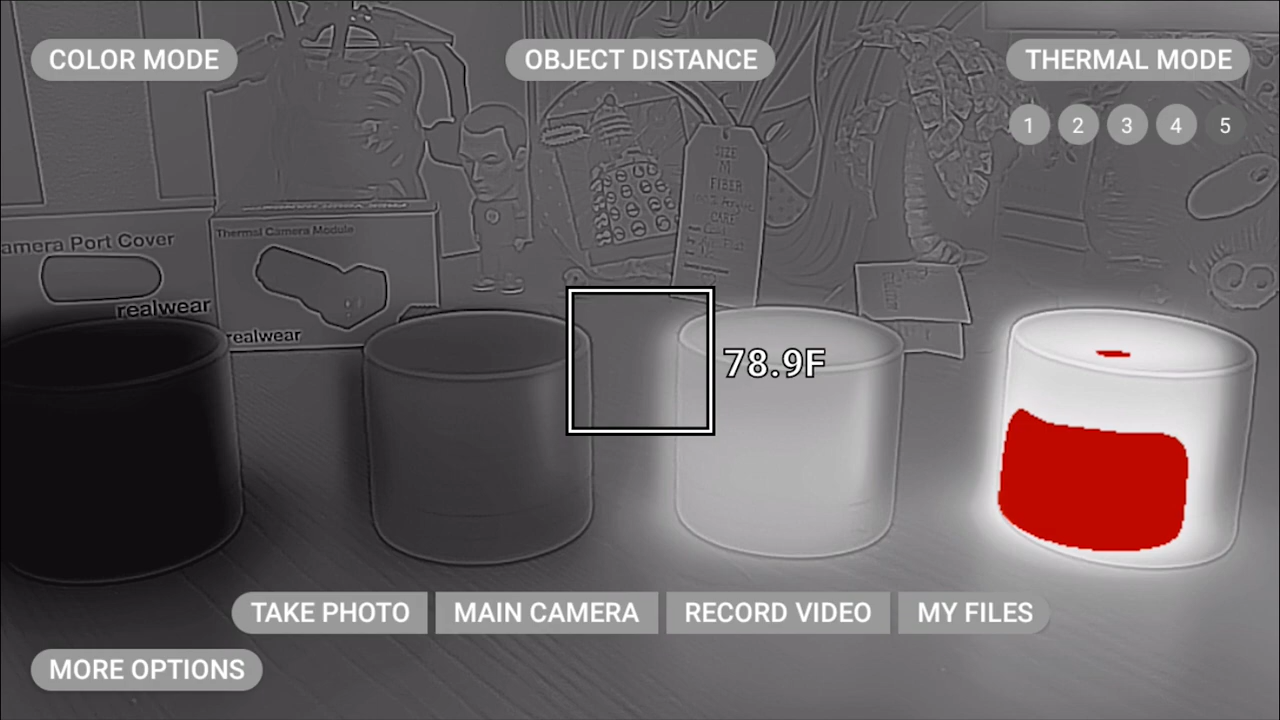 COLOR MODE
OBJECT DISTANCE
THERMAL MODE
1 2 3 4 5
SIZE
M
FIBER
100%
CARE
amera Port Cover
Thermal Camera Module
realwear
realwear
78.9F
TAKE PHOTO
MAIN CAMERA
RECORD VIDEO
MY FILES
MORE OPTIONS